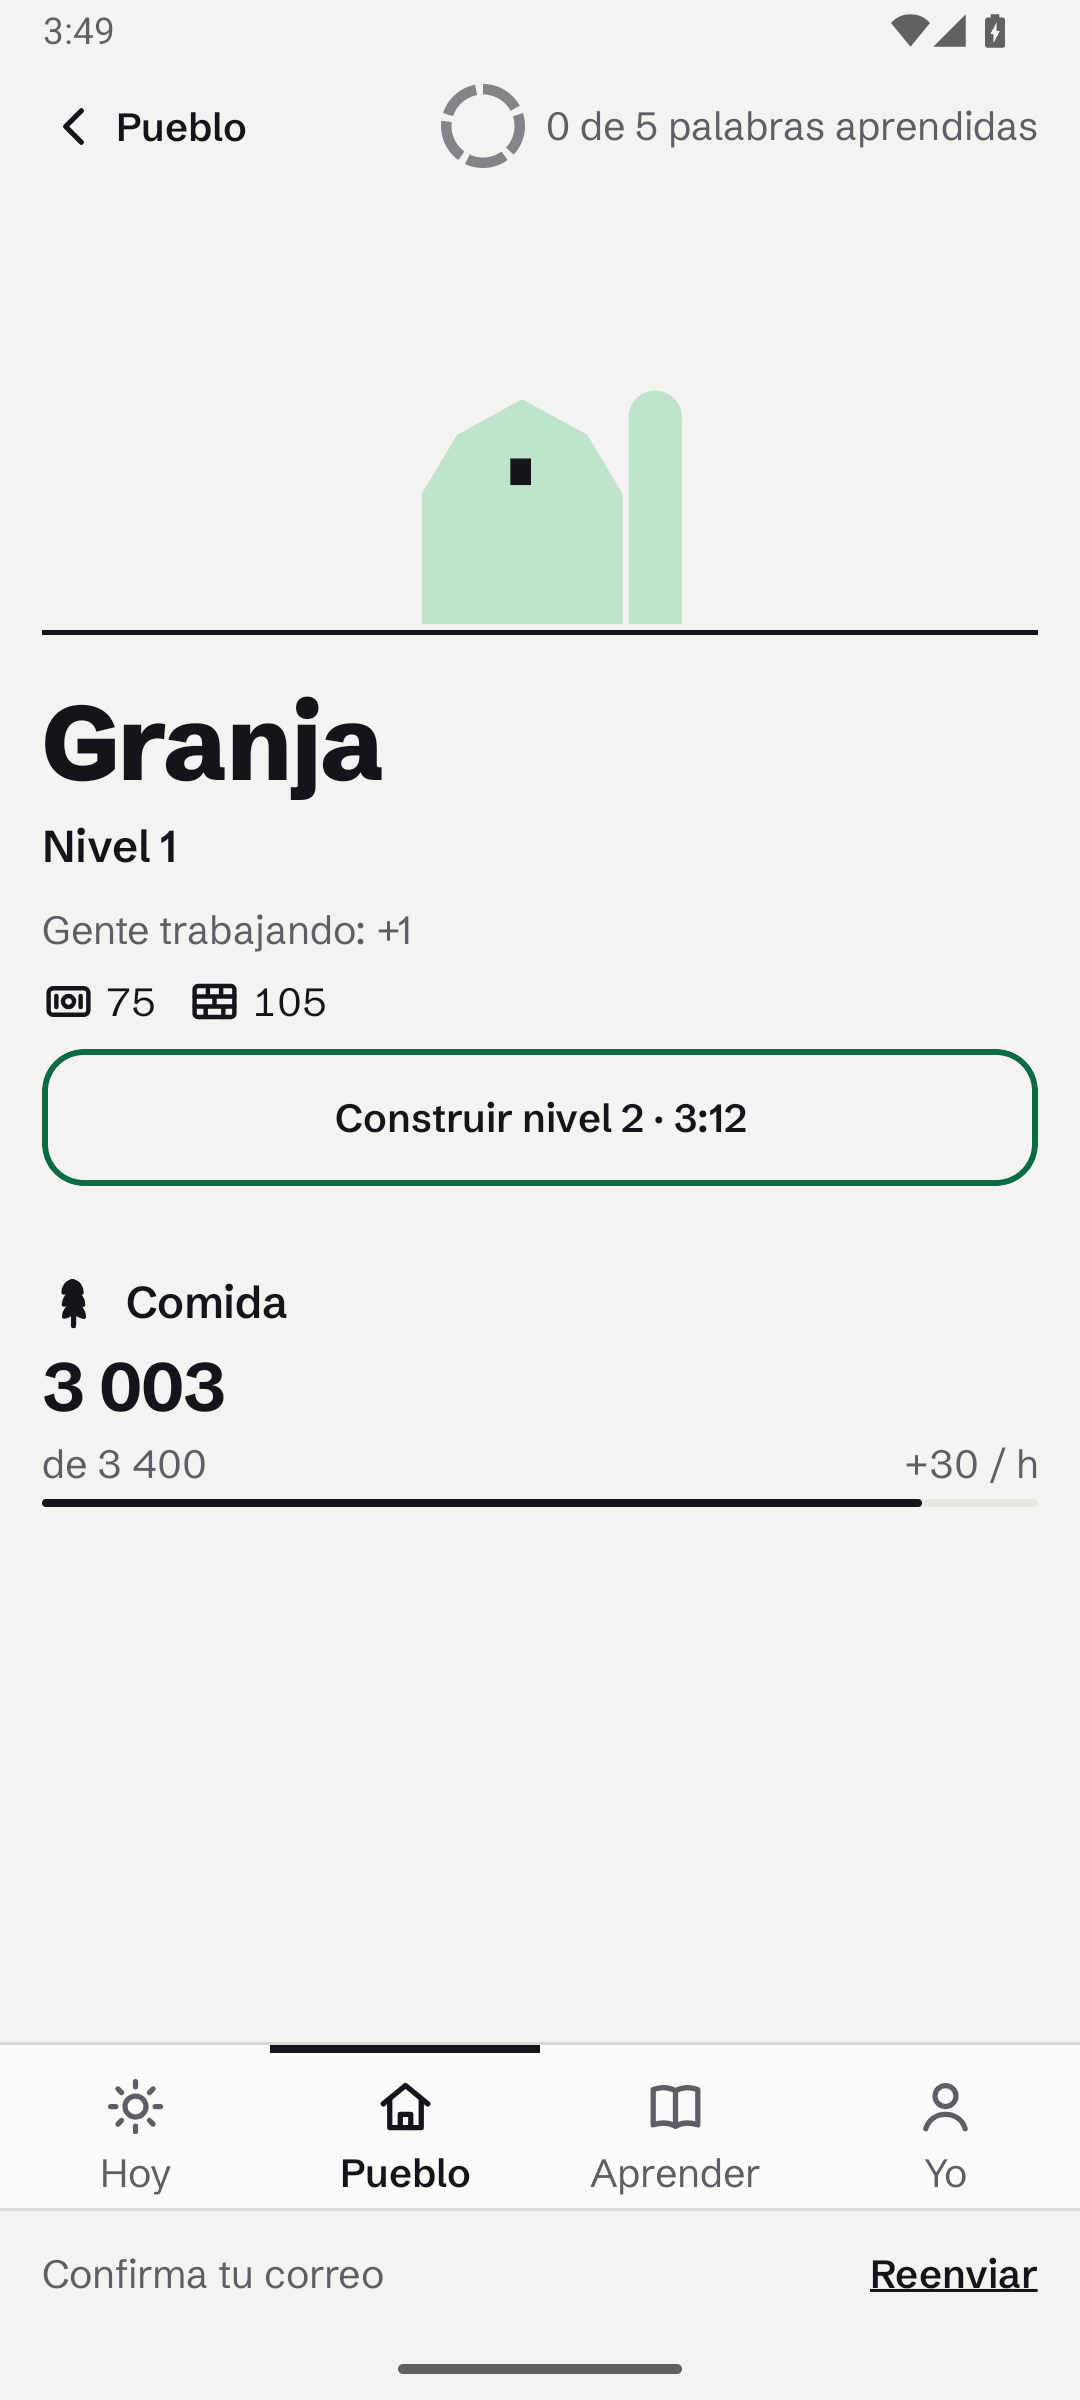 3:49
Pueblo
0 de 5 palabras aprendidas
Granja
Nivel 1
Gente trabajando: +1
75 105
Construir nivel 2 · 3:12
Comida
3 003
de 3 400 +30 / h
Hoy Pueblo Aprender Yo
Confirma tu correo Reenviar